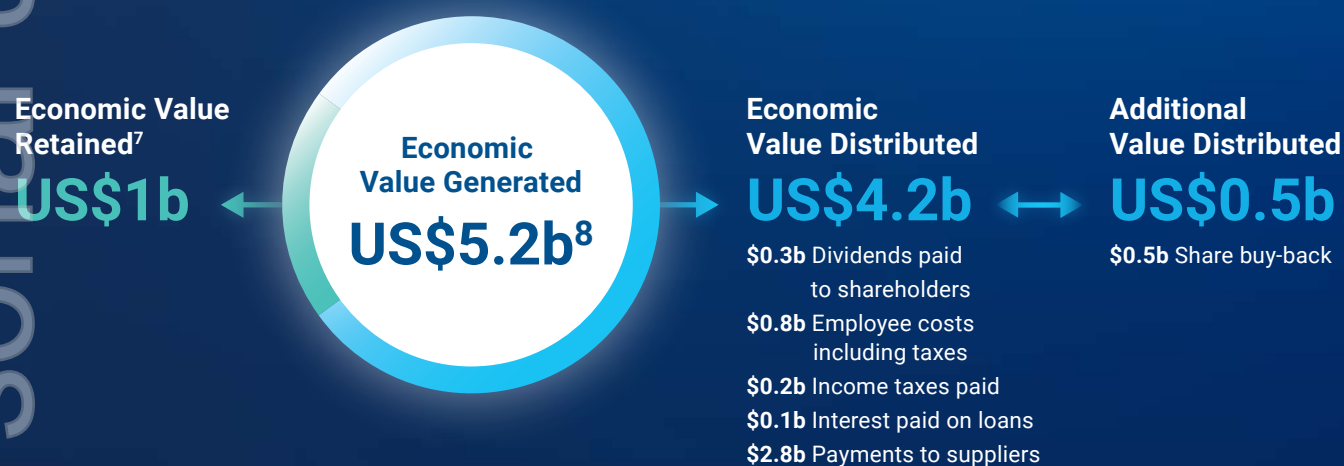 Economic Value
Retained7
US$1b
Economic
Value Generated
US$5.2b8
Economic
Value Distributed
US$4.2b
$0.3b Dividends paid
to shareholders
$0.8b Employee costs
including taxes
$0.2b Income taxes paid
$0.1b Interest paid on loans
$2.8b Payments to suppliers
Additional
Value Distributed
US$0.5b
$0.5b Share buy-back